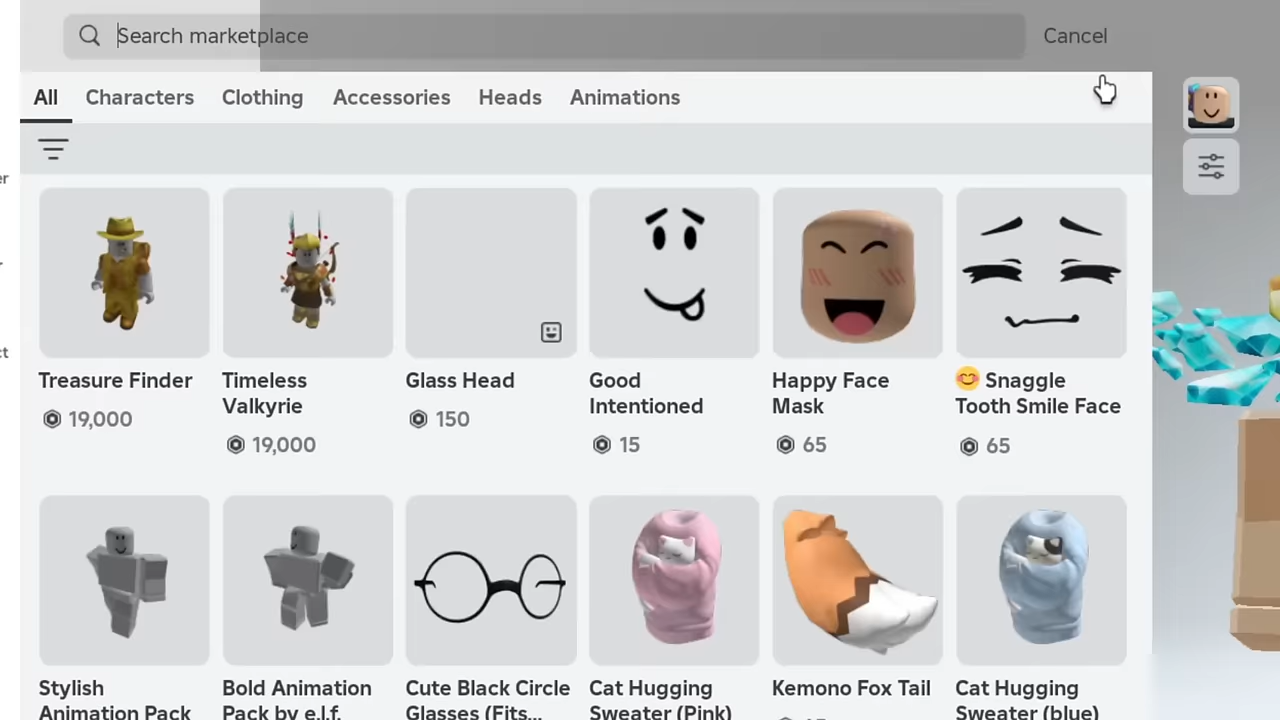 Search marketplace
Cancel
All
Characters
Clothing
Accessories
Heads
Animations
Treasure Finder
19,000
Timeless
Valkyrie
19,000
Glass Head
150
Good
Intentioned
15
Happy Face
Mask
65
😊 Snaggle
Tooth Smile Face
65
Stylish
Animation Pack
Bold Animation
Pack by e.l.f.
Cute Black Circle
Glasses (Fits...
Cat Hugging
Sweater (Pink)
Kemono Fox Tail
Cat Hugging
Sweater (blue)